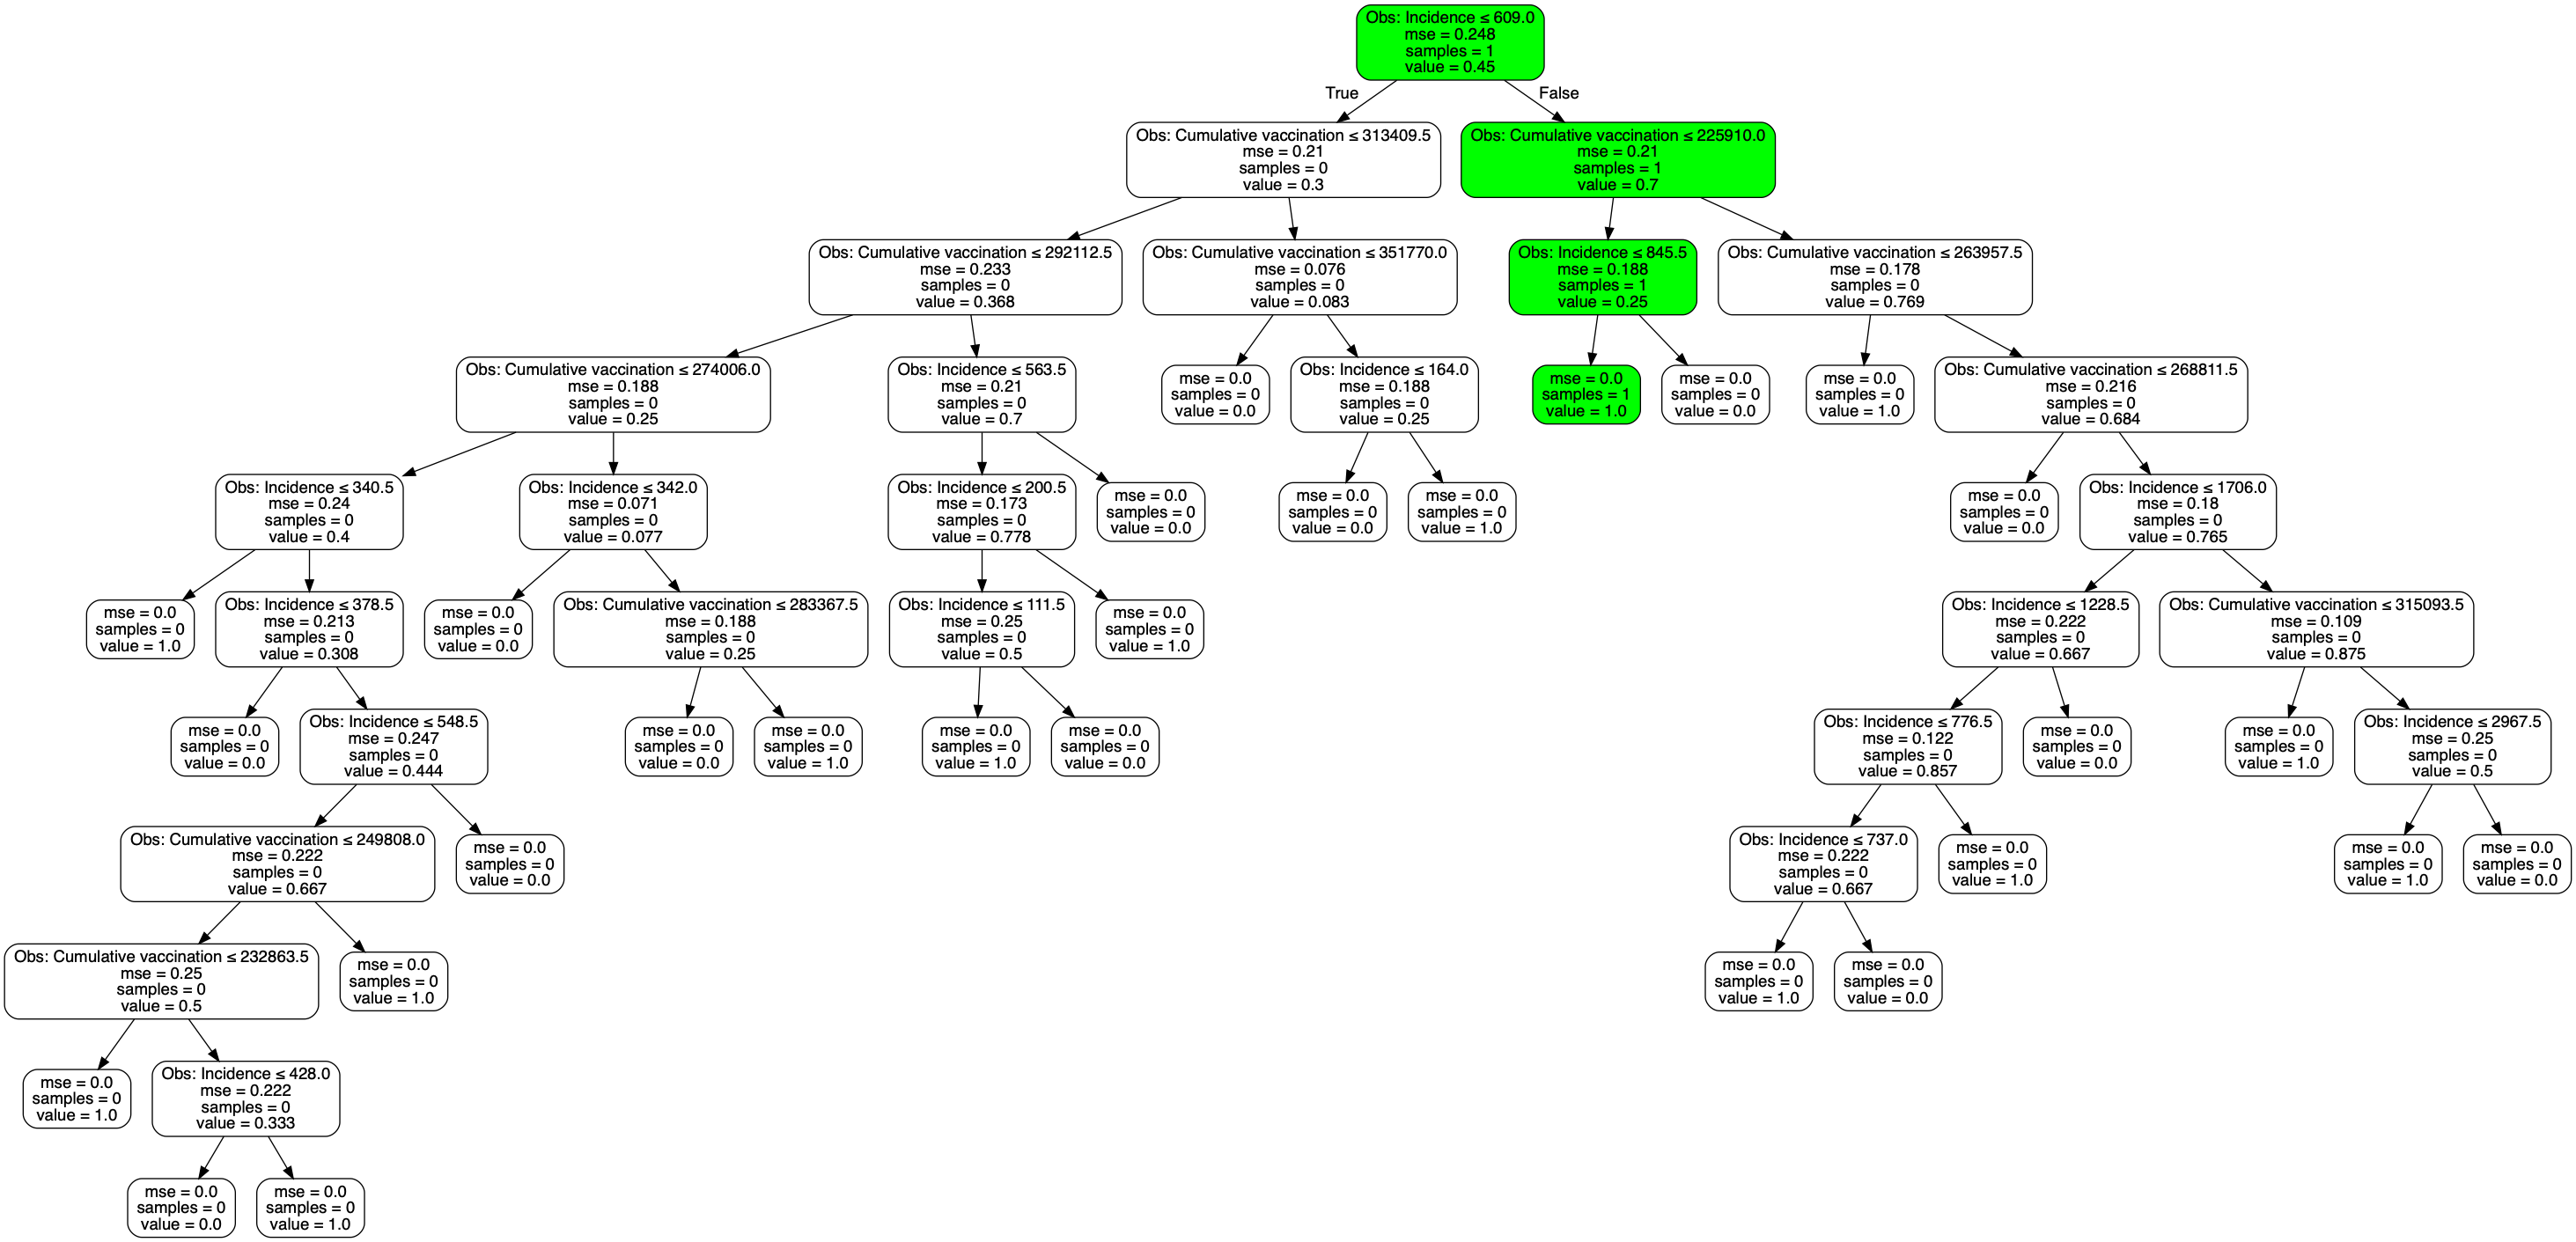 Obs: Incidence ≤ 609.0
mse = 0.248
samples = 1
value = 0.45
True
False
Obs: Cumulative vaccination ≤ 313409.5
mse = 0.21
samples = 0
value = 0.3
Obs: Cumulative vaccination ≤ 225910.0
mse = 0.21
samples = 1
value = 0.7
Obs: Cumulative vaccination ≤ 292112.5
mse = 0.233
samples = 0
value = 0.368
Obs: Cumulative vaccination ≤ 351770.0
mse = 0.076
samples = 0
value = 0.083
Obs: Incidence ≤ 845.5
mse = 0.188
samples = 1
value = 0.25
Obs: Cumulative vaccination ≤ 263957.5
mse = 0.178
samples = 0
value = 0.769
Obs: Cumulative vaccination ≤ 274006.0
mse = 0.188
samples = 0
value = 0.25
Obs: Incidence ≤ 563.5
mse = 0.21
samples = 0
value = 0.7
mse = 0.0
samples = 0
value = 0.0
Obs: Incidence ≤ 164.0
mse = 0.188
samples = 0
value = 0.25
mse = 0.0
samples = 1
value = 1.0
mse = 0.0
samples = 0
value = 0.0
mse = 0.0
samples = 0
value = 1.0
Obs: Cumulative vaccination ≤ 268811.5
mse = 0.216
samples = 0
value = 0.684
Obs: Incidence ≤ 340.5
mse = 0.24
samples = 0
value = 0.4
Obs: Incidence ≤ 342.0
mse = 0.071
samples = 0
value = 0.077
Obs: Incidence ≤ 200.5
mse = 0.173
samples = 0
value = 0.778
mse = 0.0
samples = 0
value = 0.0
mse = 0.0
samples = 0
value = 0.0
mse = 0.0
samples = 0
value = 1.0
mse = 0.0
samples = 0
value = 0.0
Obs: Incidence ≤ 1706.0
mse = 0.18
samples = 0
value = 0.765
mse = 0.0
samples = 0
value = 1.0
Obs: Incidence ≤ 378.5
mse = 0.213
samples = 0
value = 0.308
mse = 0.0
samples = 0
value = 0.0
Obs: Cumulative vaccination ≤ 283367.5
mse = 0.188
samples = 0
value = 0.25
Obs: Incidence ≤ 111.5
mse = 0.25
samples = 0
value = 0.5
mse = 0.0
samples = 0
value = 1.0
Obs: Incidence ≤ 1228.5
mse = 0.222
samples = 0
value = 0.667
Obs: Cumulative vaccination ≤ 315093.5
mse = 0.109
samples = 0
value = 0.875
mse = 0.0
samples = 0
value = 0.0
Obs: Incidence ≤ 548.5
mse = 0.247
samples = 0
value = 0.444
mse = 0.0
samples = 0
value = 0.0
mse = 0.0
samples = 0
value = 1.0
mse = 0.0
samples = 0
value = 1.0
mse = 0.0
samples = 0
value = 0.0
Obs: Incidence ≤ 776.5
mse = 0.122
samples = 0
value = 0.857
mse = 0.0
samples = 0
value = 0.0
mse = 0.0
samples = 0
value = 1.0
Obs: Incidence ≤ 2967.5
mse = 0.25
samples = 0
value = 0.5
Obs: Cumulative vaccination ≤ 249808.0
mse = 0.222
samples = 0
value = 0.667
mse = 0.0
samples = 0
value = 0.0
Obs: Incidence ≤ 737.0
mse = 0.222
samples = 0
value = 0.667
mse = 0.0
samples = 0
value = 1.0
mse = 0.0
samples = 0
value = 1.0
mse = 0.0
samples = 0
value = 0.0
Obs: Cumulative vaccination ≤ 232863.5
mse = 0.25
samples = 0
value = 0.5
mse = 0.0
samples = 0
value = 1.0
mse = 0.0
samples = 0
value = 1.0
mse = 0.0
samples = 0
value = 0.0
mse = 0.0
samples = 0
value = 1.0
Obs: Incidence ≤ 428.0
mse = 0.222
samples = 0
value = 0.333
mse = 0.0
samples = 0
value = 0.0
mse = 0.0
samples = 0
value = 1.0